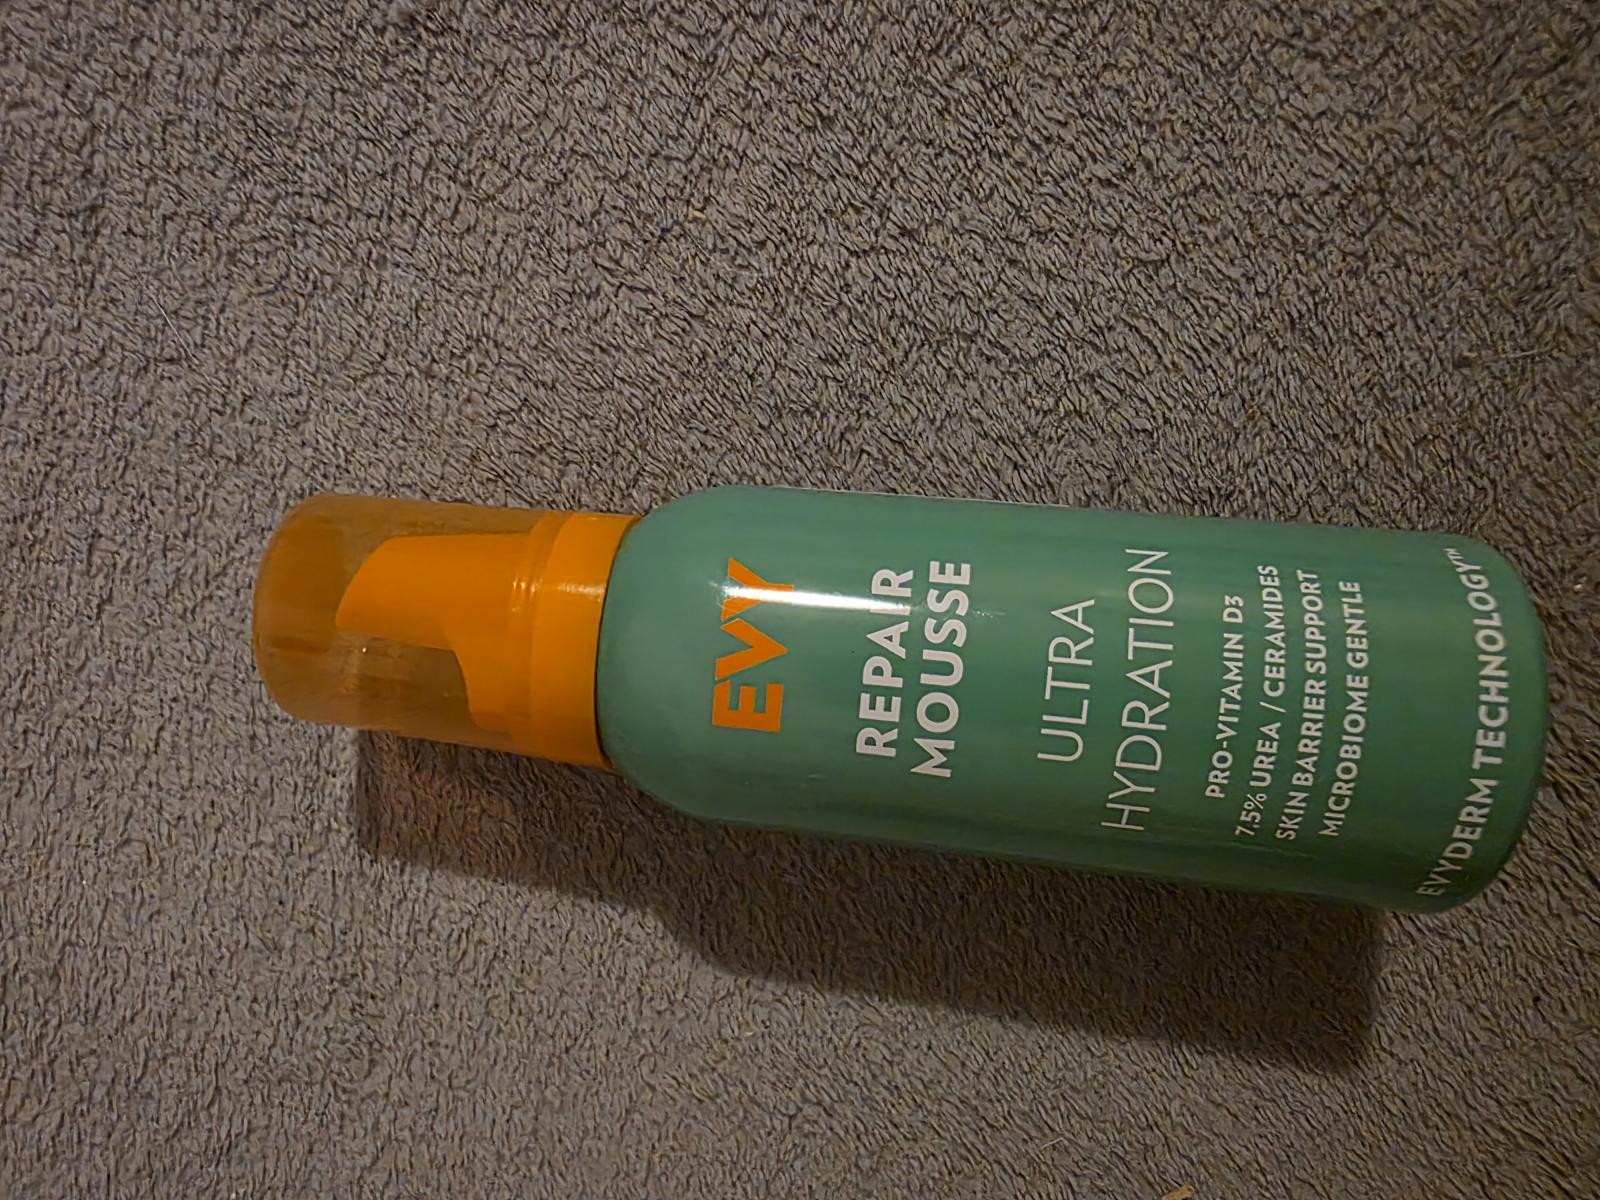 EVY
REPAIR
MOUSSE
ULTRA
HYDRATION
PRO-VITAMIN D3
7,5% UREA / CERAMIDES
SKIN BARRIER SUPPORT
MICROBIOME GENTLE
EVYDERM TECHNOLOGY™